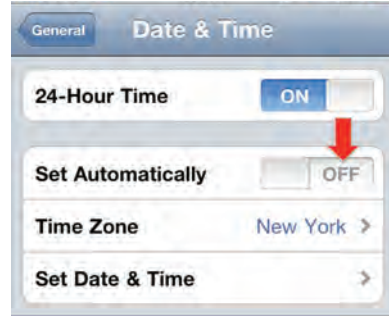 General Date & Time
24-Hour Time ON
Set Automatically OFF
Time Zone New York >
Set Date & Time >